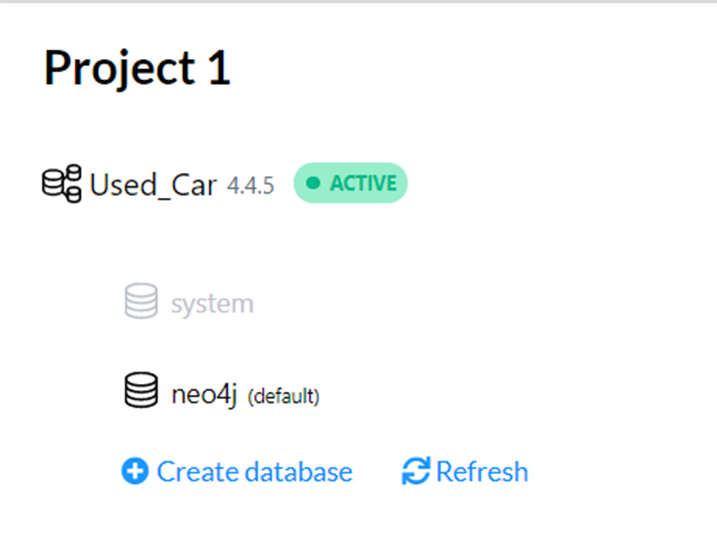 Project 1
Used_Car 4.4.5 ACTIVE
system
neo4j (default)
Create database Refresh